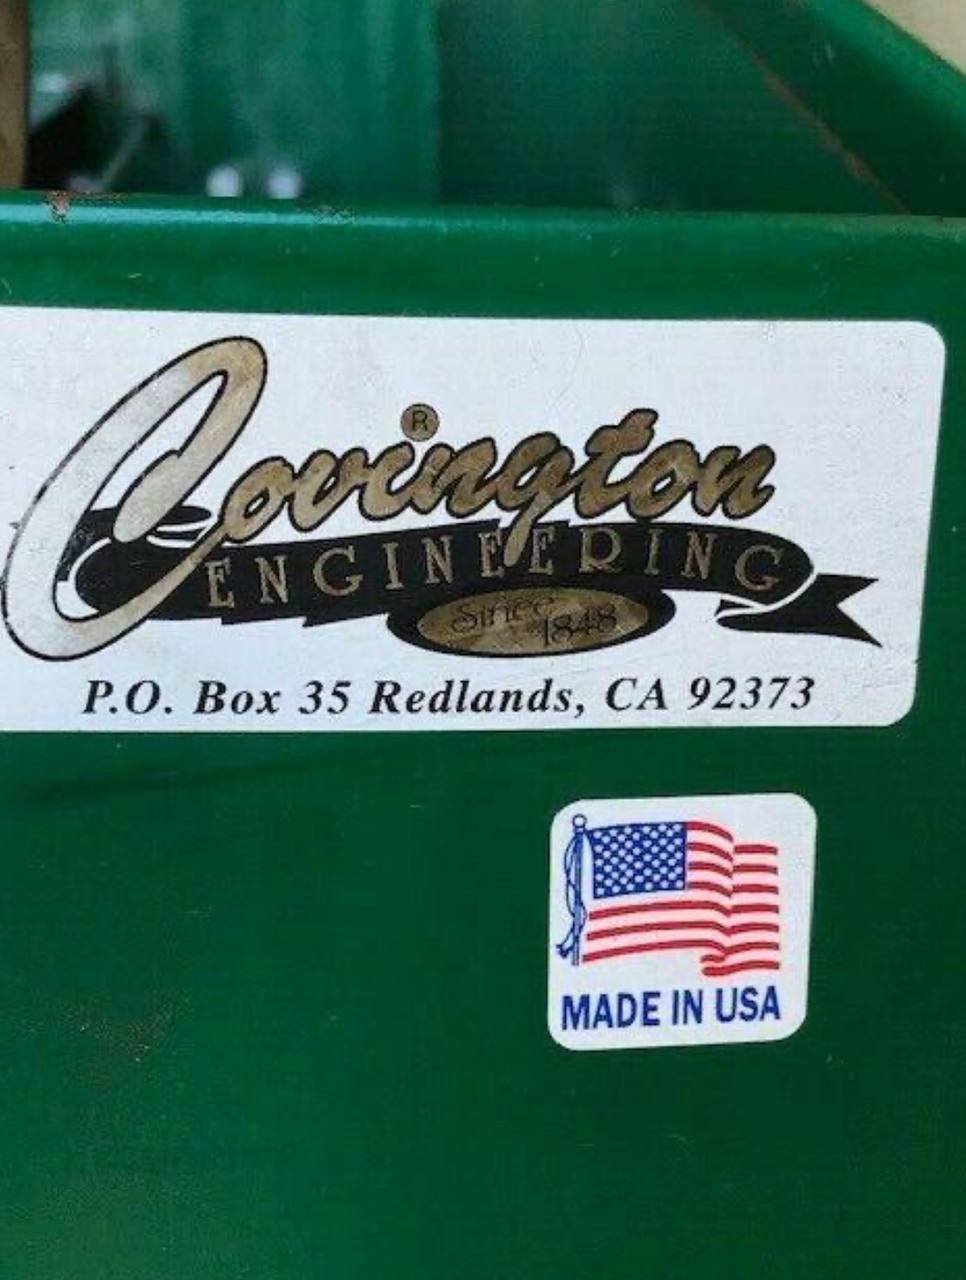 Covington®
ENGINEERING
Since
1848
P.O. Box 35 Redlands, CA 92373
MADE IN USA